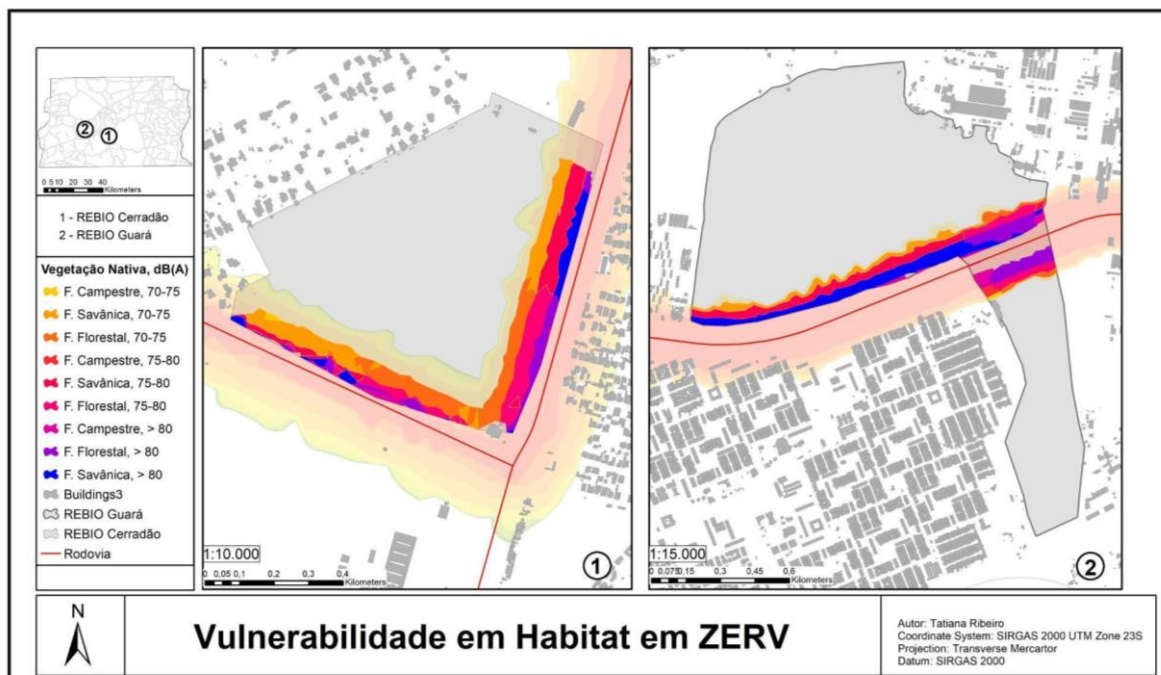 2
1
0 5 10 20 30 40
Kilometers
1 - REBIO Cerradão
2 - REBIO Guará
Vegetação Nativa, dB(A)
F. Campestre, 70-75
F. Savânica, 70-75
F. Florestal, 70-75
F. Campestre, 75-80
F. Savânica, 75-80
F. Florestal, 75-80
F. Campestre, > 80
F. Florestal, > 80
F. Savânica, > 80
Buildings3
REBIO Guará
REBIO Cerradão
Rodovia
1:10.000
0 0,05 0,1 0,2 0,3 0,4
Kilometers
1
1:15.000
0 0,075 0,15 0,3 0,45 0,6
Kilometers
2
N
Vulnerabilidade em Habitat em ZERV
Autor: Tatiana Ribeiro
Coordinate System: SIRGAS 2000 UTM Zone 23S
Projection: Transverse Mercartor
Datum: SIRGAS 2000